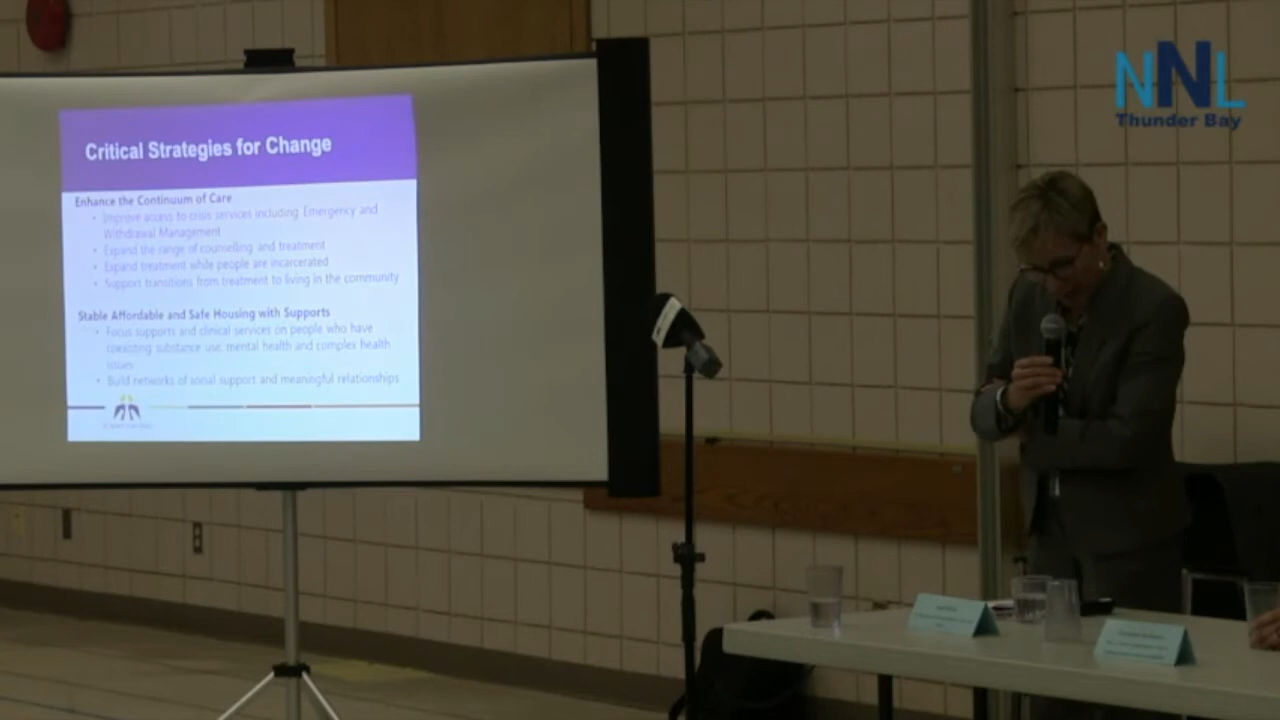 NNL
Thunder Bay
Critical Strategies for Change
Enhance the Continuum of Care
• Improve access to crisis services including Emergency and
Withdrawal Management
• Expand the range of counselling and treatment
• Expand treatment while people are incarcerated
• Support transitions from treatment to living in the community
Stable Affordable and Safe Housing with Supports
• Focus supports and clinical services on people who have
coexisting substance use, mental health and complex health
issues
• Build networks of social support and meaningful relationships